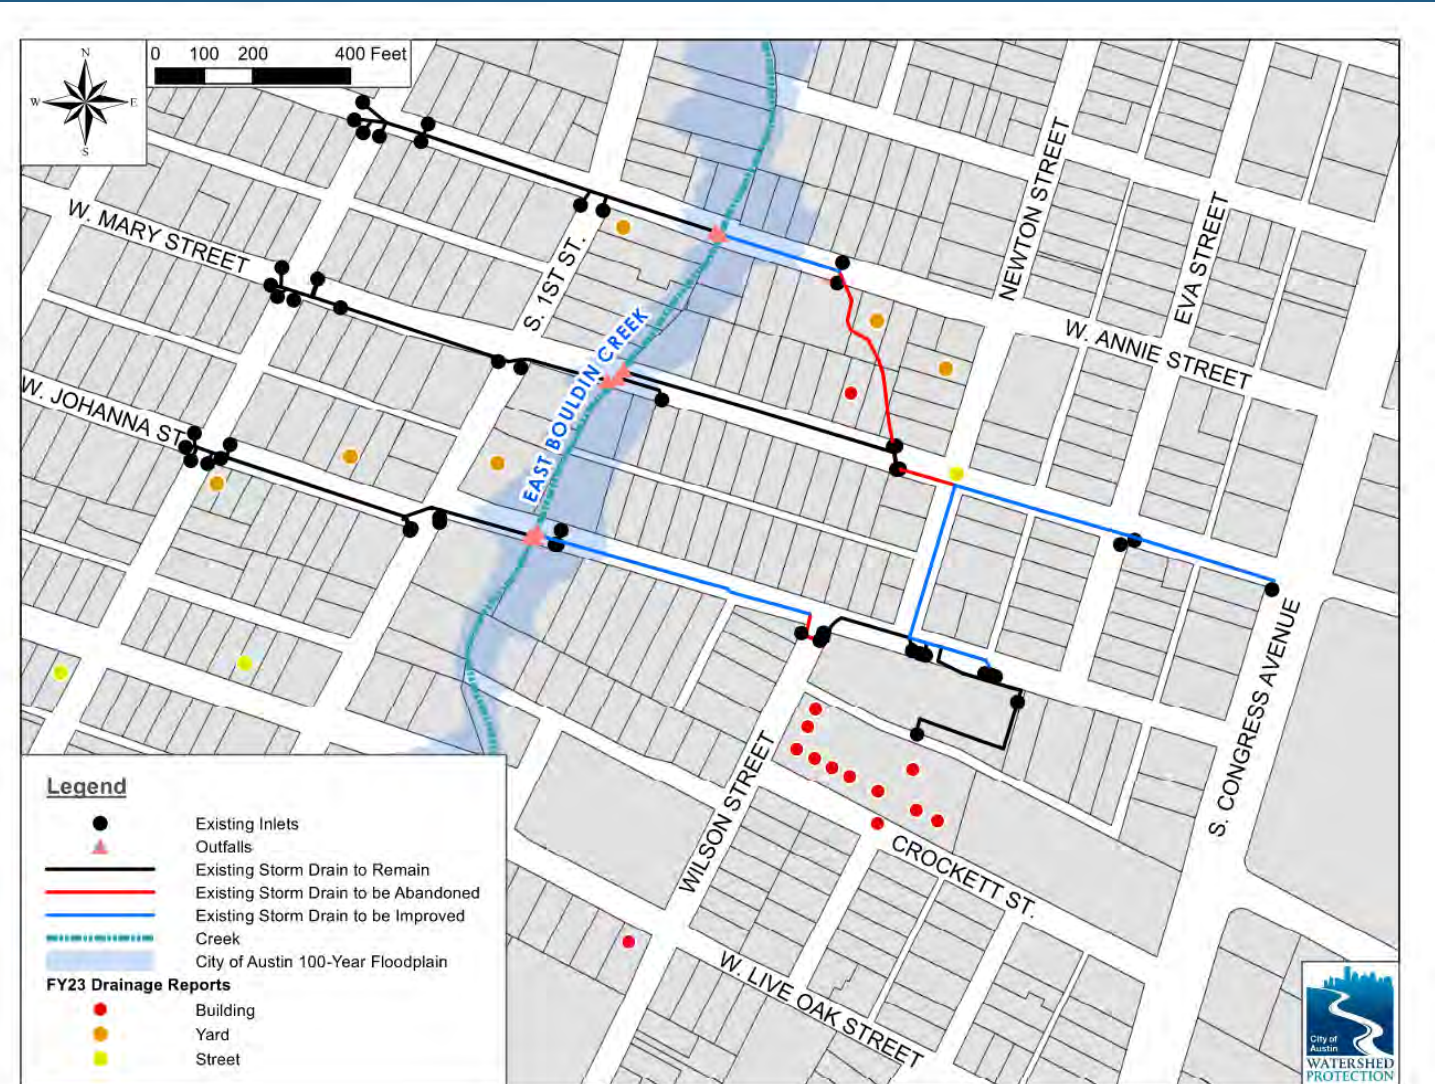 N
W E
S
0 100 200 400 Feet
W. MARY STREET
W. JOHANNA ST.
S. 1ST ST.
EAST BOULDIN CREEK
NEWTON STREET
EVA STREET
W. ANNIE STREET
S. CONGRESS AVENUE
WILSON STREET
CROCKETT ST.
W. LIVE OAK STREET
Legend
Existing Inlets
Outfalls
Existing Storm Drain to Remain
Existing Storm Drain to be Abandoned
Existing Storm Drain to be Improved
Creek
City of Austin 100-Year Floodplain
FY23 Drainage Reports
Building
Yard
Street
City of
Austin
WATERSHED
PROTECTION